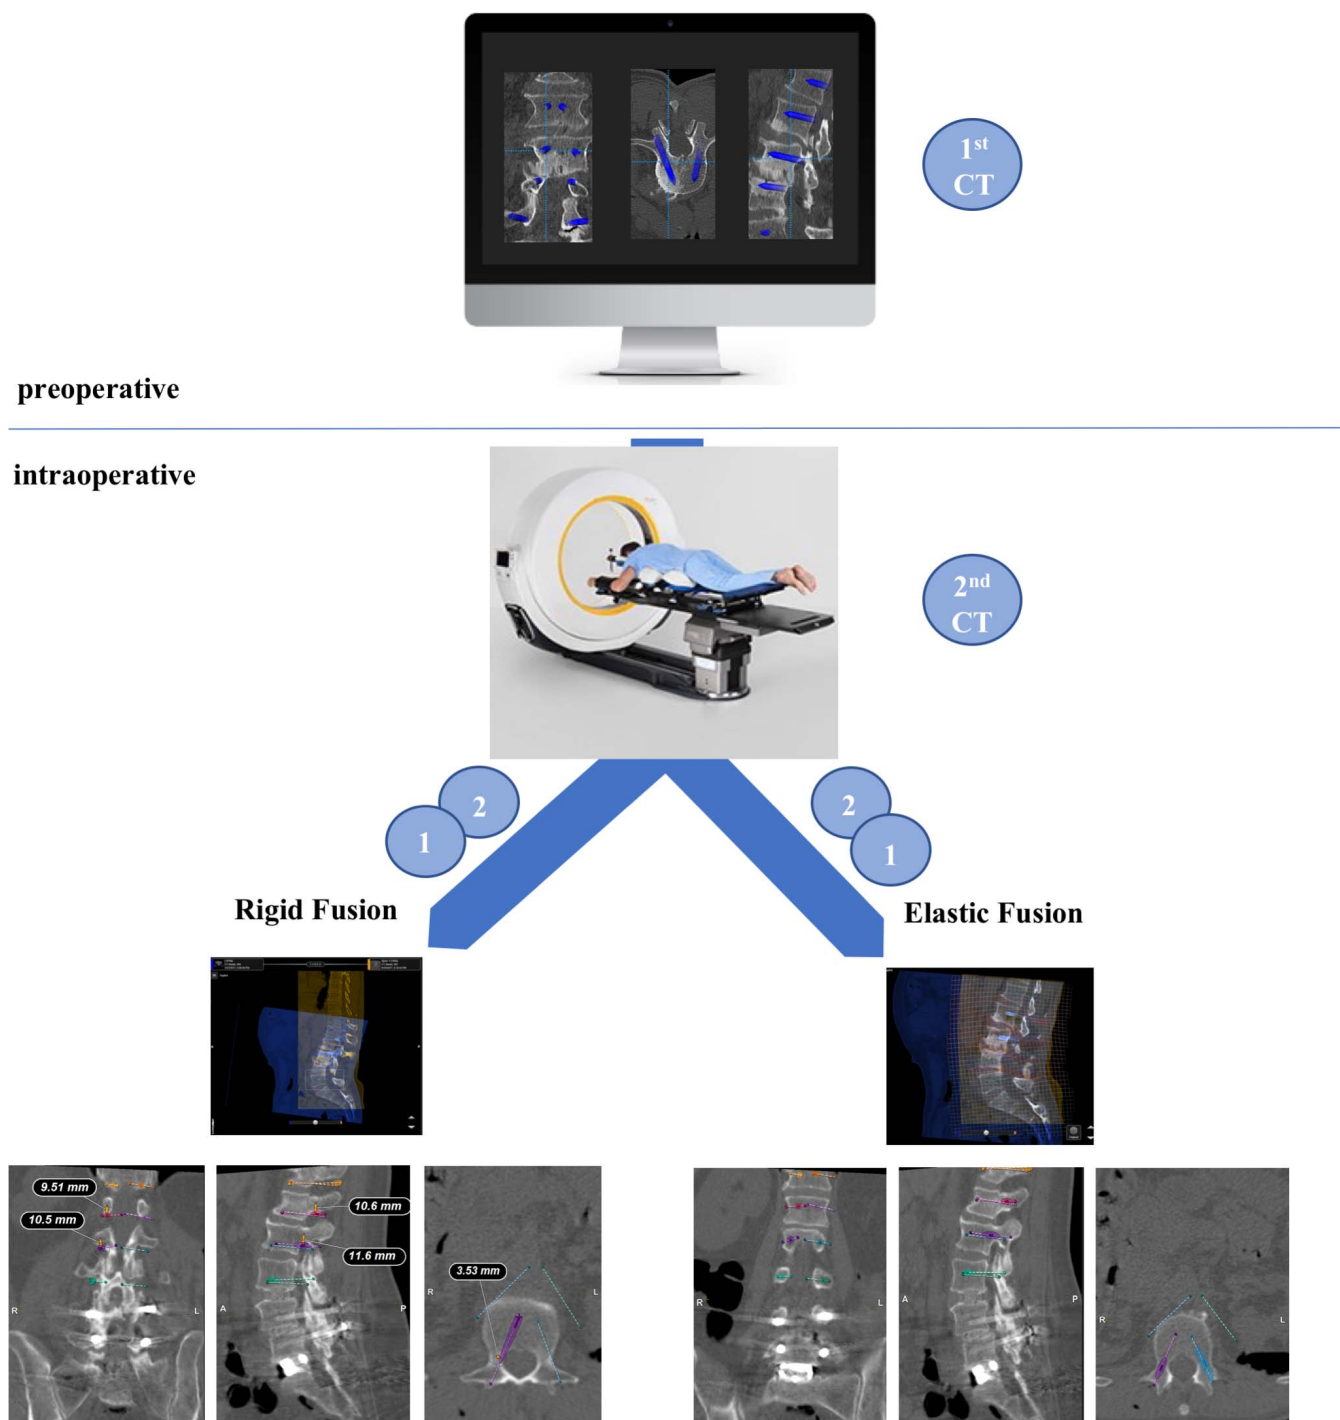 1st
CT
preoperative
intraoperative
2nd
CT
2
1
2
1
Rigid Fusion
Elastic Fusion
9.51 mm
10.5 mm
R
L
10.6 mm
11.6 mm
A
P
3.53 mm
R
L
R
L
A
P
R
L